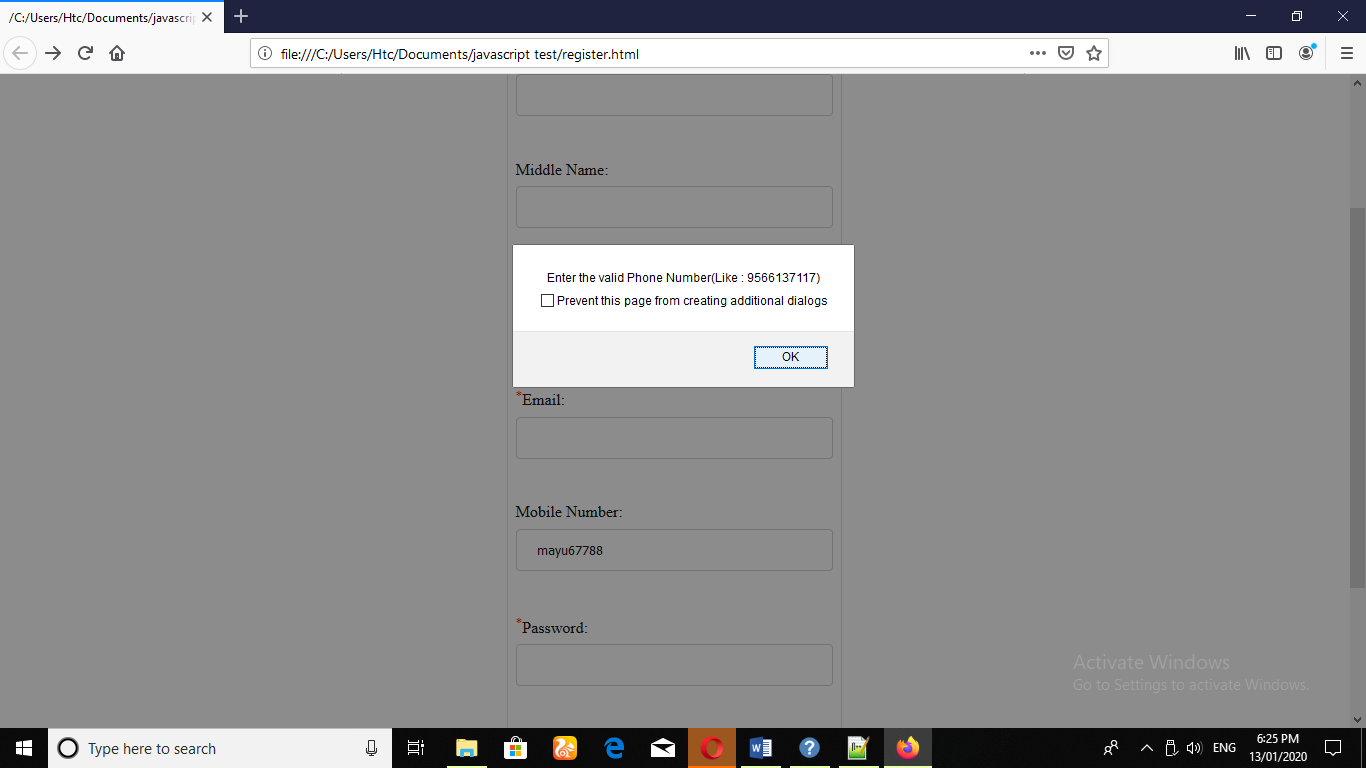 /C:/Users/Htc/Documents/javascrip
file:///C:/Users/Htc/Documents/javascript test/register.html
Middle Name:
Enter the valid Phone Number(Like : 9566137117)
Prevent this page from creating additional dialogs
OK
*Email:
Mobile Number:
mayu67788
*Password:
Activate Windows
Go to Settings to activate Windows.
Type here to search
ENG
6:25 PM
13/01/2020